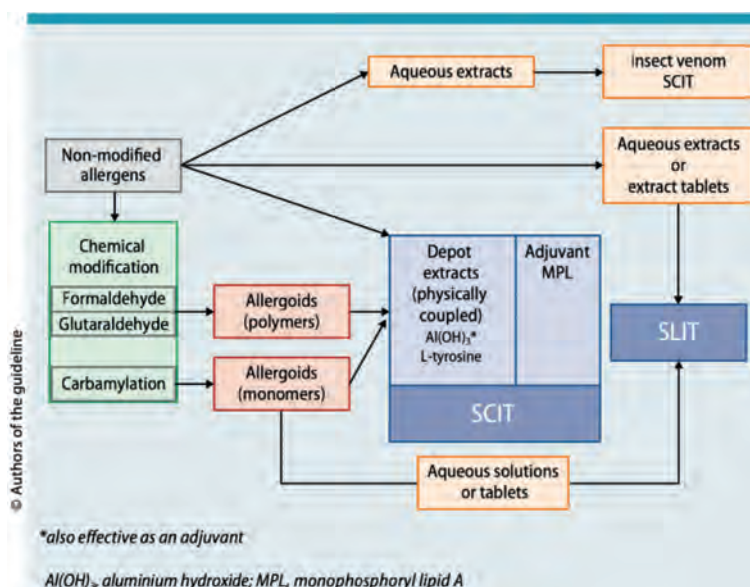 Aqueous extracts
Insect venom
SCIT
Non-modified
allergens
Aqueous extracts
or
extract tablets
Chemical
modification
Formaldehyde
Glutaraldehyde
Carbamylation
Allergoids
(polymers)
Allergoids
(monomers)
Depot
extracts
(physically
coupled)
Al(OH)₃*
L-tyrosine
Adjuvant
MPL
SCIT
SLIT
Aqueous solutions
or tablets
© Authors of the guideline
*also effective as an adjuvant
Al(OH)₃, aluminium hydroxide; MPL, monophosphoryl lipid A